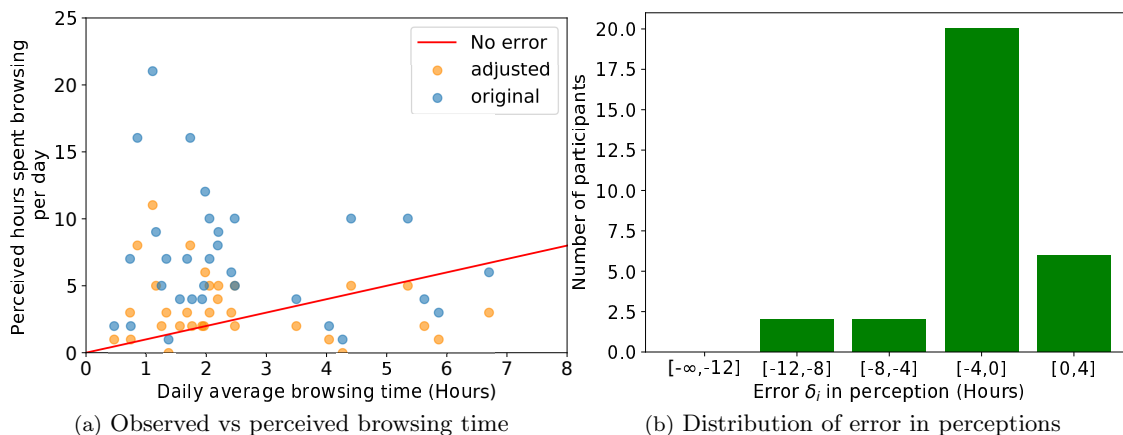 25
20
15
10
5
0
Perceived hours spent browsing
per day
No error
adjusted
original
0 1 2 3 4 5 6 7 8
Daily average browsing time (Hours)
(a) Observed vs perceived browsing time
20.0
17.5
15.0
12.5
10.0
7.5
5.0
2.5
0.0
Number of participants
[-∞,-12] [-12,-8] [-8,-4] [-4,0] [0,4]
Error δi in perception (Hours)
(b) Distribution of error in perceptions